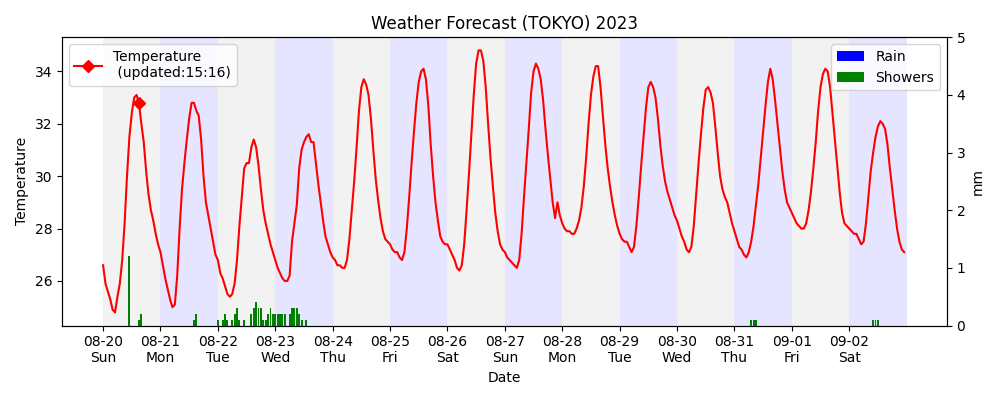 Weather Forecast (TOKYO) 2023
Temperature
(updated:15:16)
Rain
Showers
Temperature
34
32
30
28
26
5
4
3
2
1
0
mm
08-20 08-21 08-22 08-23 08-24 08-25 08-26 08-27 08-28 08-29 08-30 08-31 09-01 09-02
Sun Mon Tue Wed Thu Fri Sat Sun Mon Tue Wed Thu Fri Sat
Date